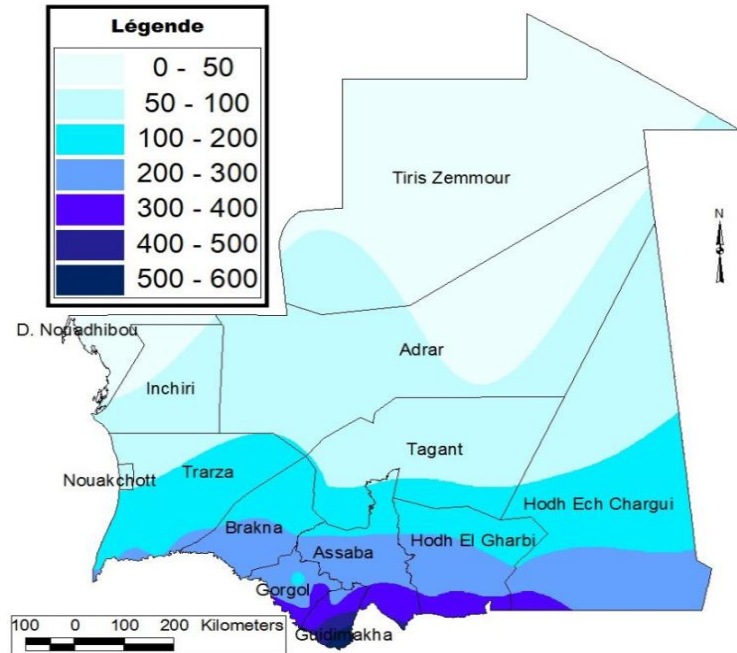 Légende
0 - 50
50 - 100
100 - 200
200 - 300
300 - 400
400 - 500
500 - 600
Tiris Zemmour
N
D. Nouadhibou
Adrar
Inchiri
Tagant
Nouakchott
Trarza
Hodh Ech Chargui
Brakna
Hodh El Gharbi
Assaba
Gorgol
Guidimakha
100 0 100 200 Kilometers